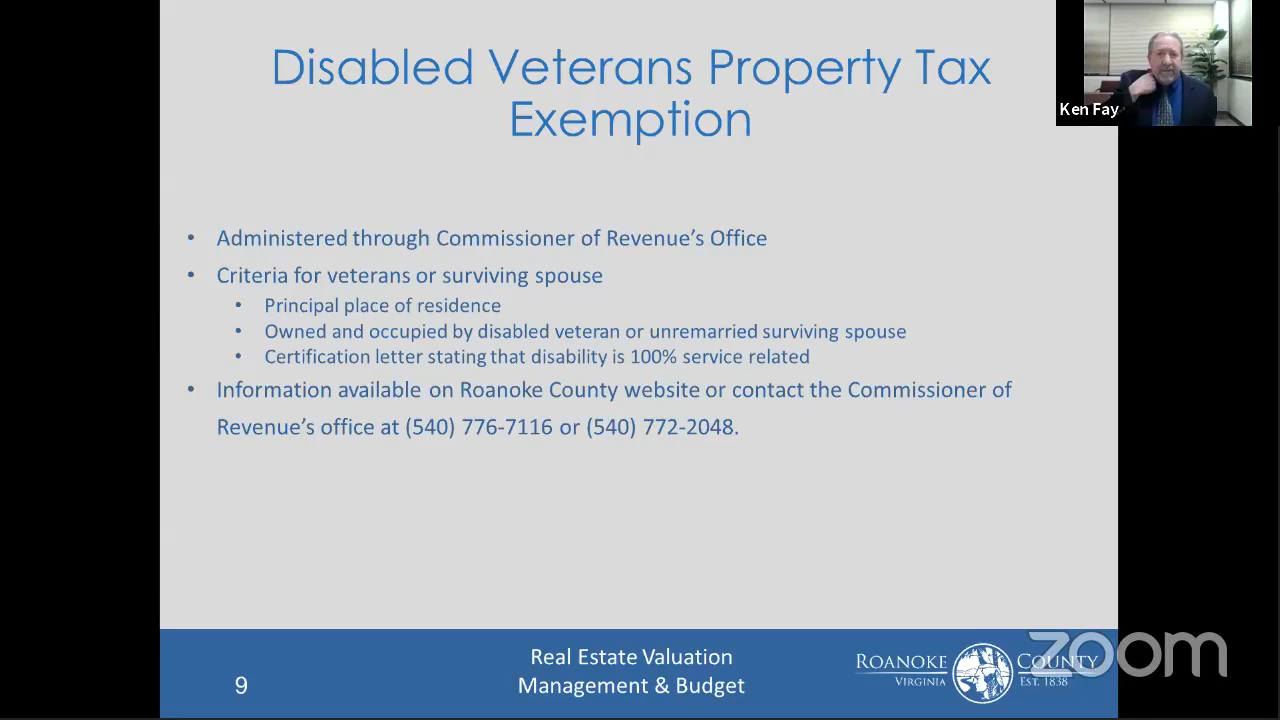 Disabled Veterans Property Tax
Exemption
Ken Fay
• Administered through Commissioner of Revenue's Office
• Criteria for veterans or surviving spouse
• Principal place of residence
• Owned and occupied by disabled veteran or unremarried surviving spouse
• Certification letter stating that disability is 100% service related
• Information available on Roanoke County website or contact the Commissioner of
Revenue's office at (540) 776-7116 or (540) 772-2048.
9
Real Estate Valuation
Management & Budget
ROANOKE COUNTY
VIRGINIA EST. 1838
zoom